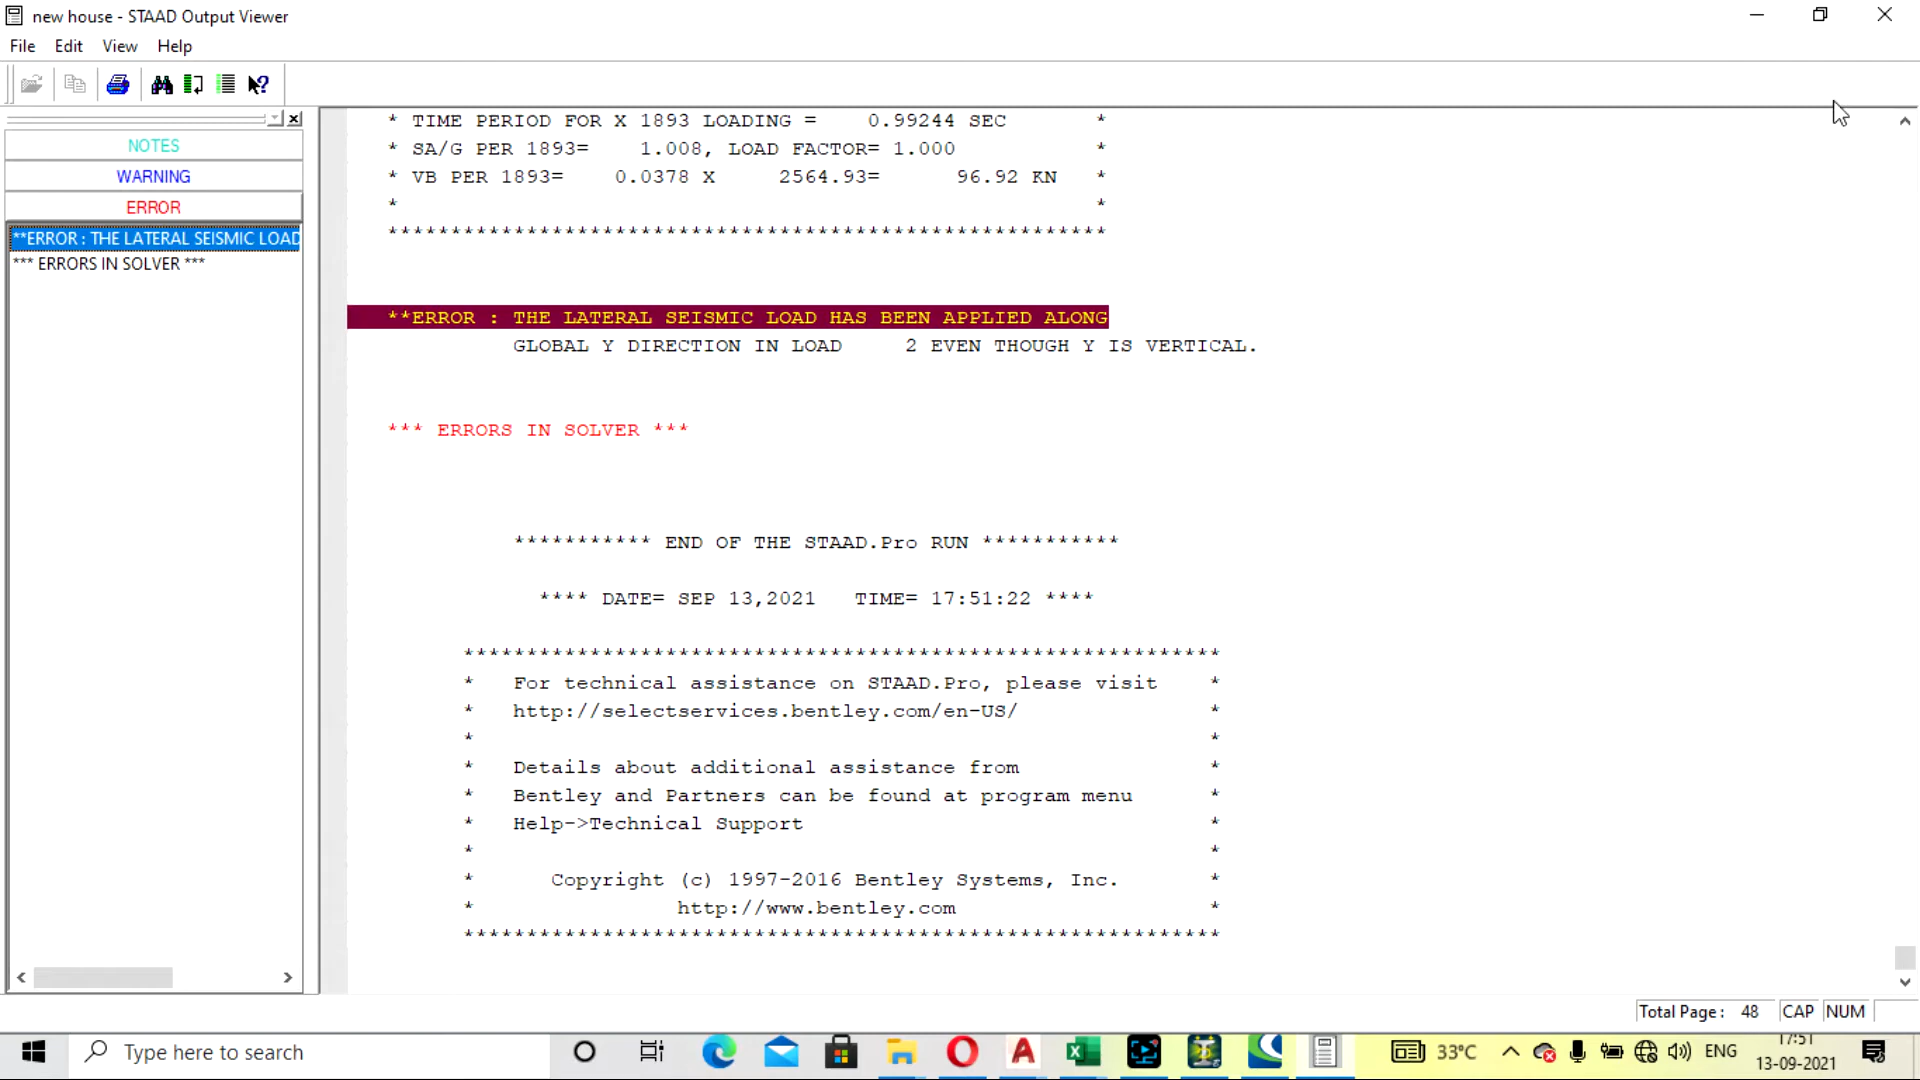 new house - STAAD Output Viewer
File Edit View Help
NOTES
WARNING
ERROR
**ERROR : THE LATERAL SEISMIC LOAD
*** ERRORS IN SOLVER ***
* TIME PERIOD FOR X 1893 LOADING = 0.99244 SEC *
* SA/G PER 1893= 1.008, LOAD FACTOR= 1.000 *
* VB PER 1893= 0.0378 X 2564.93= 96.92 KN *
* *
*********************************************************
**ERROR : THE LATERAL SEISMIC LOAD HAS BEEN APPLIED ALONG
GLOBAL Y DIRECTION IN LOAD 2 EVEN THOUGH Y IS VERTICAL.
*** ERRORS IN SOLVER ***
*********** END OF THE STAAD.Pro RUN ***********
**** DATE= SEP 13,2021 TIME= 17:51:22 ****
************************************************************
* For technical assistance on STAAD.Pro, please visit *
* http://selectservices.bentley.com/en-US/ *
* *
* Details about additional assistance from *
* Bentley and Partners can be found at program menu *
* Help->Technical Support *
* *
* Copyright (c) 1997-2016 Bentley Systems, Inc. *
* http://www.bentley.com *
************************************************************
Total Page : 48 CAP NUM
Type here to search
33°C
ENG
17:51
13-09-2021